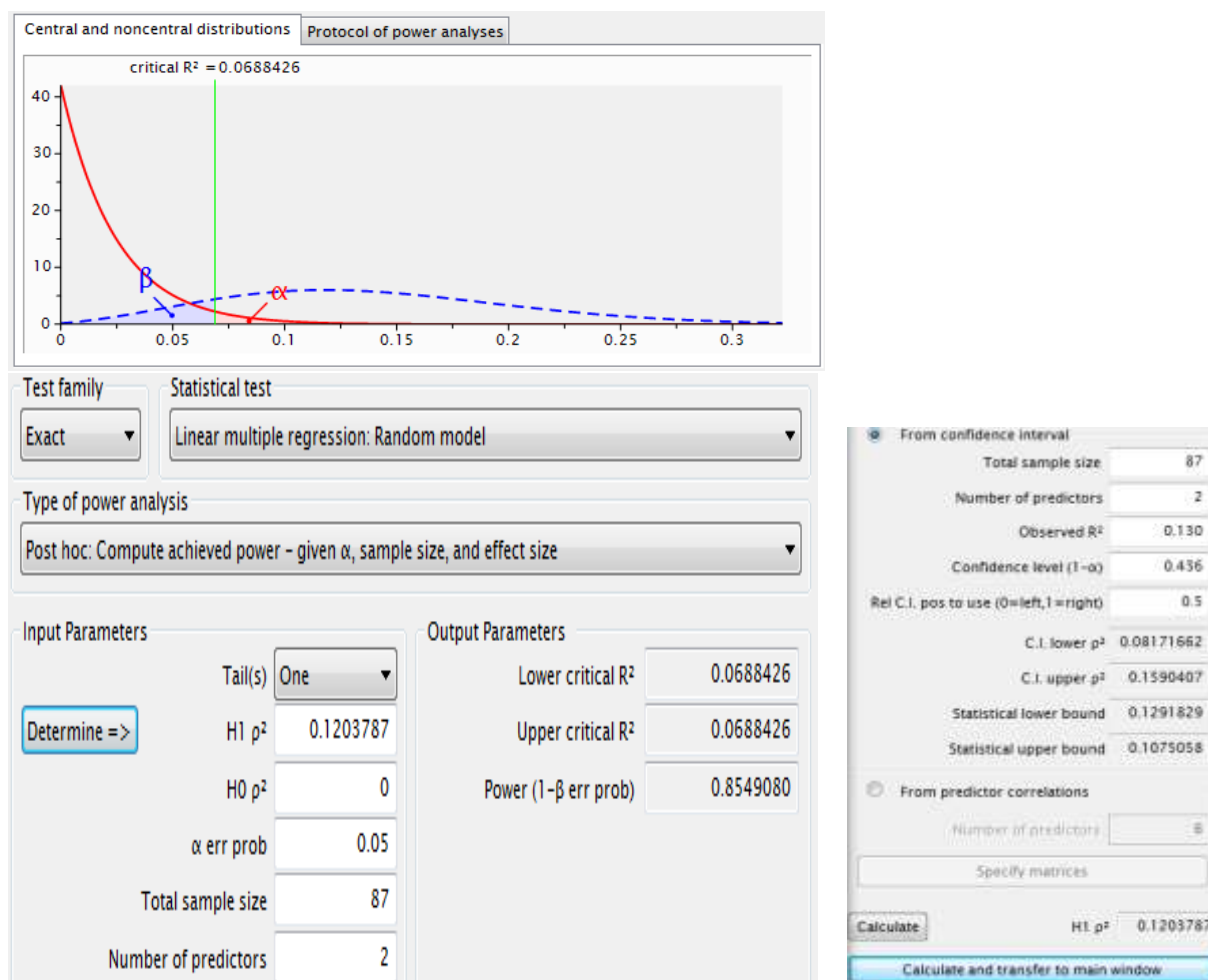 Central and noncentral distributions
Protocol of power analyses
critical R² = 0.0688426
40
30
20
10
0
β
α
0 0.05 0.1 0.15 0.2 0.25 0.3
Test family
Statistical test
Exact
Linear multiple regression: Random model
Type of power analysis
Post hoc: Compute achieved power – given α, sample size, and effect size
Input Parameters
Output Parameters
Tail(s) One
Lower critical R² 0.0688426
Determine => H1 ρ² 0.1203787
Upper critical R² 0.0688426
H0 ρ² 0
Power (1-β err prob) 0.8549080
α err prob 0.05
Total sample size 87
Number of predictors 2
From confidence interval
Total sample size 87
Number of predictors 2
Observed R² 0.130
Confidence level (1-α) 0.436
Rel C.I. pos to use (0=left,1=right) 0.5
C.I. lower ρ² 0.08171662
C.I. upper ρ² 0.1590407
Statistical lower bound 0.1291829
Statistical upper bound 0.1075058
From predictor correlations
Number of predictors
Specify matrices
Calculate H1 ρ² 0.1203787
Calculate and transfer to main window